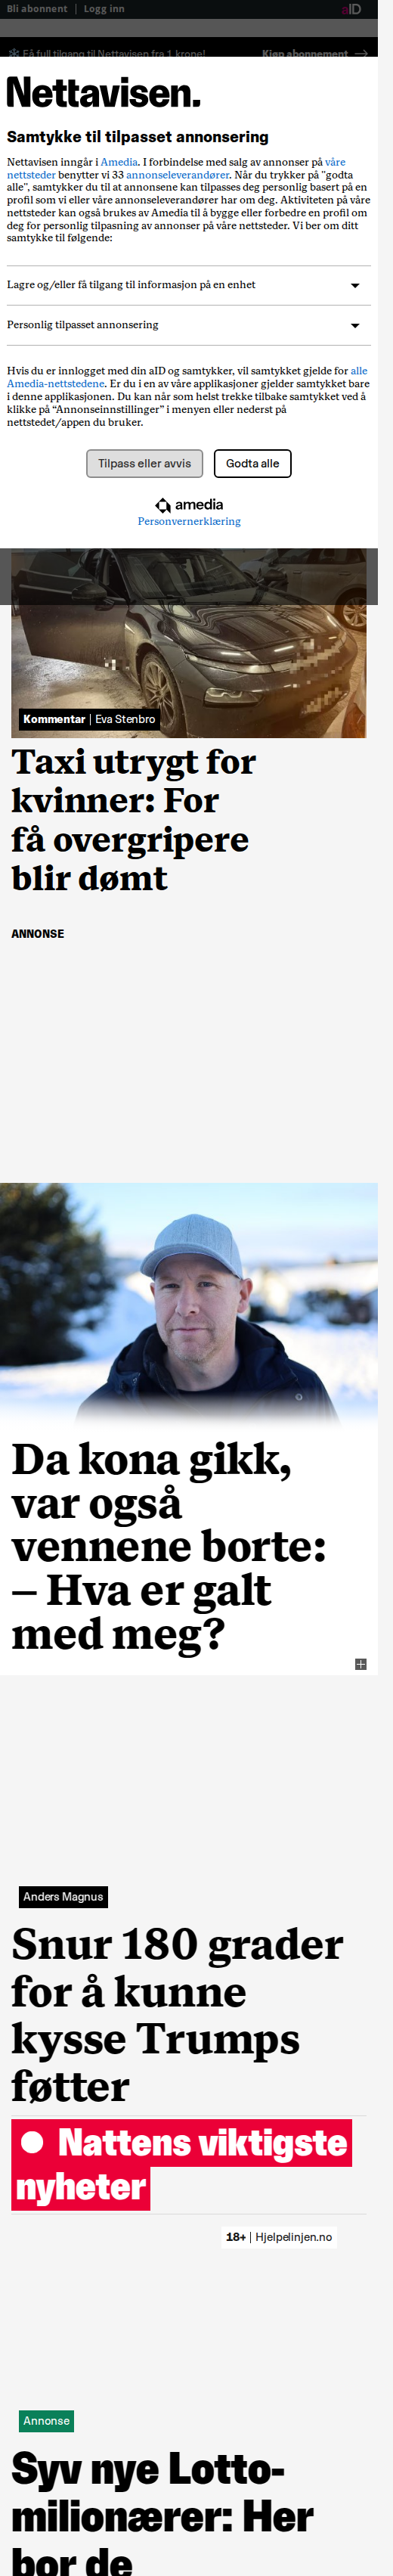 Bli abonnent | Logg inn
aID
Få full tilgang til Nettavisen fra 1 krone!
Kjøp abonnement
Nettavisen.
Samtykke til tilpasset annonsering
Nettavisen inngår i Amedia. I forbindelse med salg av annonser på våre
nettsteder benytter vi 33 annonseleverandører. Når du trykker på "godta
alle", samtykker du til at annonsene kan tilpasses deg personlig basert på en
profil som vi eller våre annonseleverandører har om deg. Aktiviteten på våre
nettsteder kan også brukes av Amedia til å bygge eller forbedre en profil om
deg for personlig tilpasning av annonser på våre nettsteder. Vi ber om ditt
samtykke til følgende:
Lagre og/eller få tilgang til informasjon på en enhet
Personlig tilpasset annonsering
Hvis du er innlogget med din aID og samtykker, vil samtykket gjelde for alle
Amedia-nettstedene. Er du i en av våre applikasjoner gjelder samtykket bare
i denne applikasjonen. Du kan når som helst trekke tilbake samtykket ved å
klikke på “Annonseinnstillinger” i menyen eller nederst på
nettstedet/appen du bruker.
Tilpass eller avvis
Godta alle
amedia
Personvernerklæring
Kommentar | Eva Stenbro
Taxi utrygt for
kvinner: For
få overgripere
blir dømt
ANNONSE
Da kona gikk,
var også
vennene borte:
– Hva er galt
med meg?
Anders Magnus
Snur 180 grader
for å kunne
kysse Trumps
føtter
Nattens viktigste
nyheter
18+ | Hjelpelinjen.no
Annonse
Syv nye Lotto-
milionærer: Her
bor de